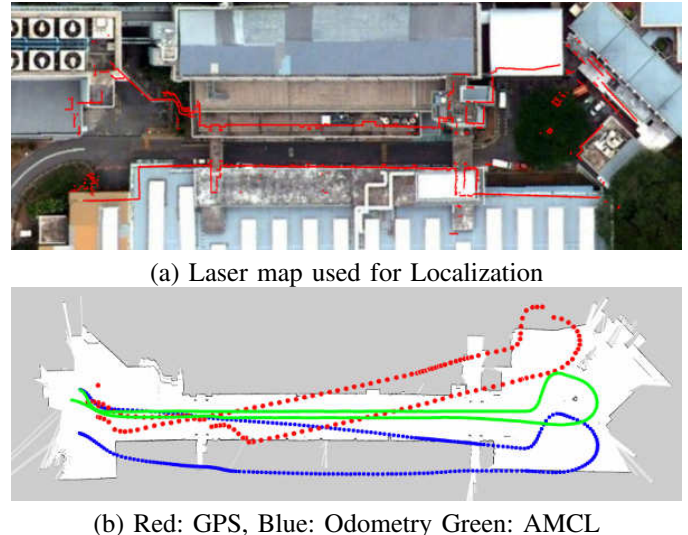 (a) Laser map used for Localization
(b) Red: GPS, Blue: Odometry Green: AMCL